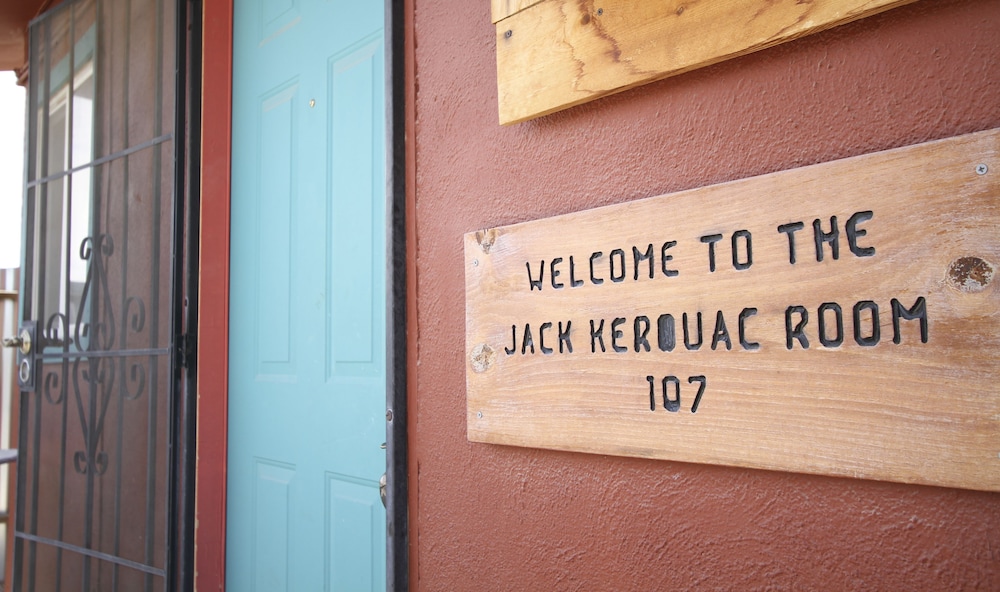 WELCOME TO THE
JACK KEROUAC ROOM
107